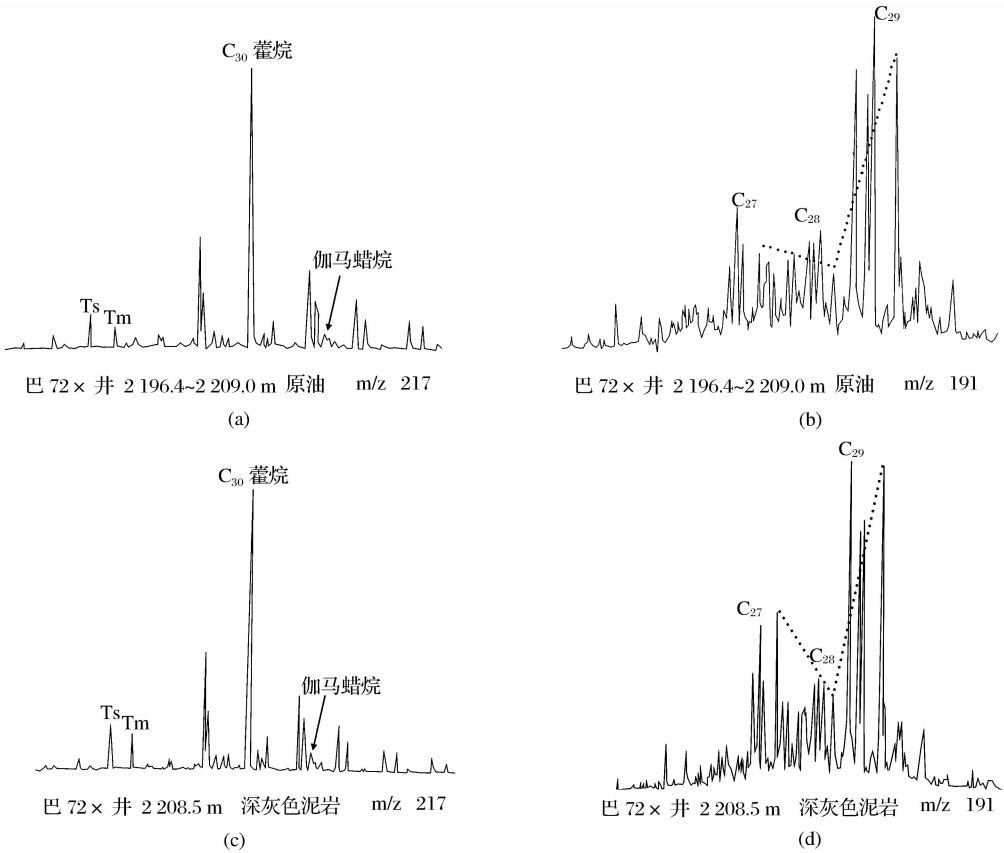 C₃₀ 藿烷
伽马蜡烷
Ts
Tm
巴 72× 井 2 196.4~2 209.0 m 原油 m/z 217
(a)
C₂₉
C₂₇
C₂₈
巴 72× 井 2 196.4~2 209.0 m 原油 m/z 191
(b)
C₃₀ 藿烷
伽马蜡烷
Ts
Tm
巴 72× 井 2 208.5 m 深灰色泥岩 m/z 217
(c)
C₂₉
C₂₇
C₂₈
巴 72× 井 2 208.5 m 深灰色泥岩 m/z 191
(d)